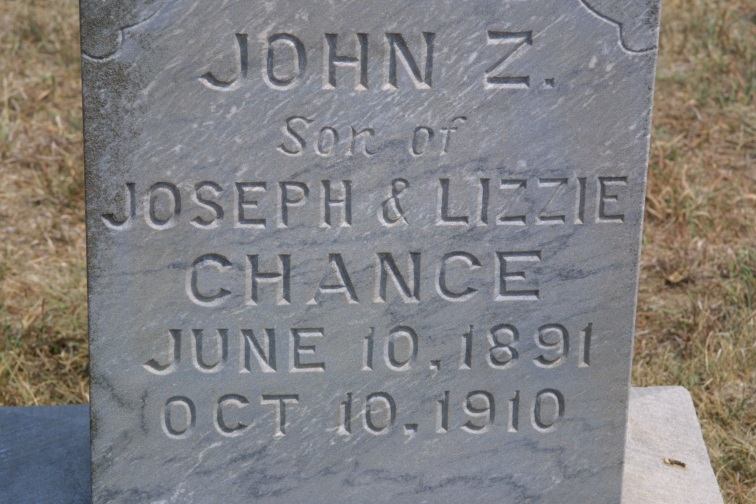 JOHN Z.
Son of
JOSEPH & LIZZIE
CHANCE
JUNE 10, 1891
OCT 10, 1910